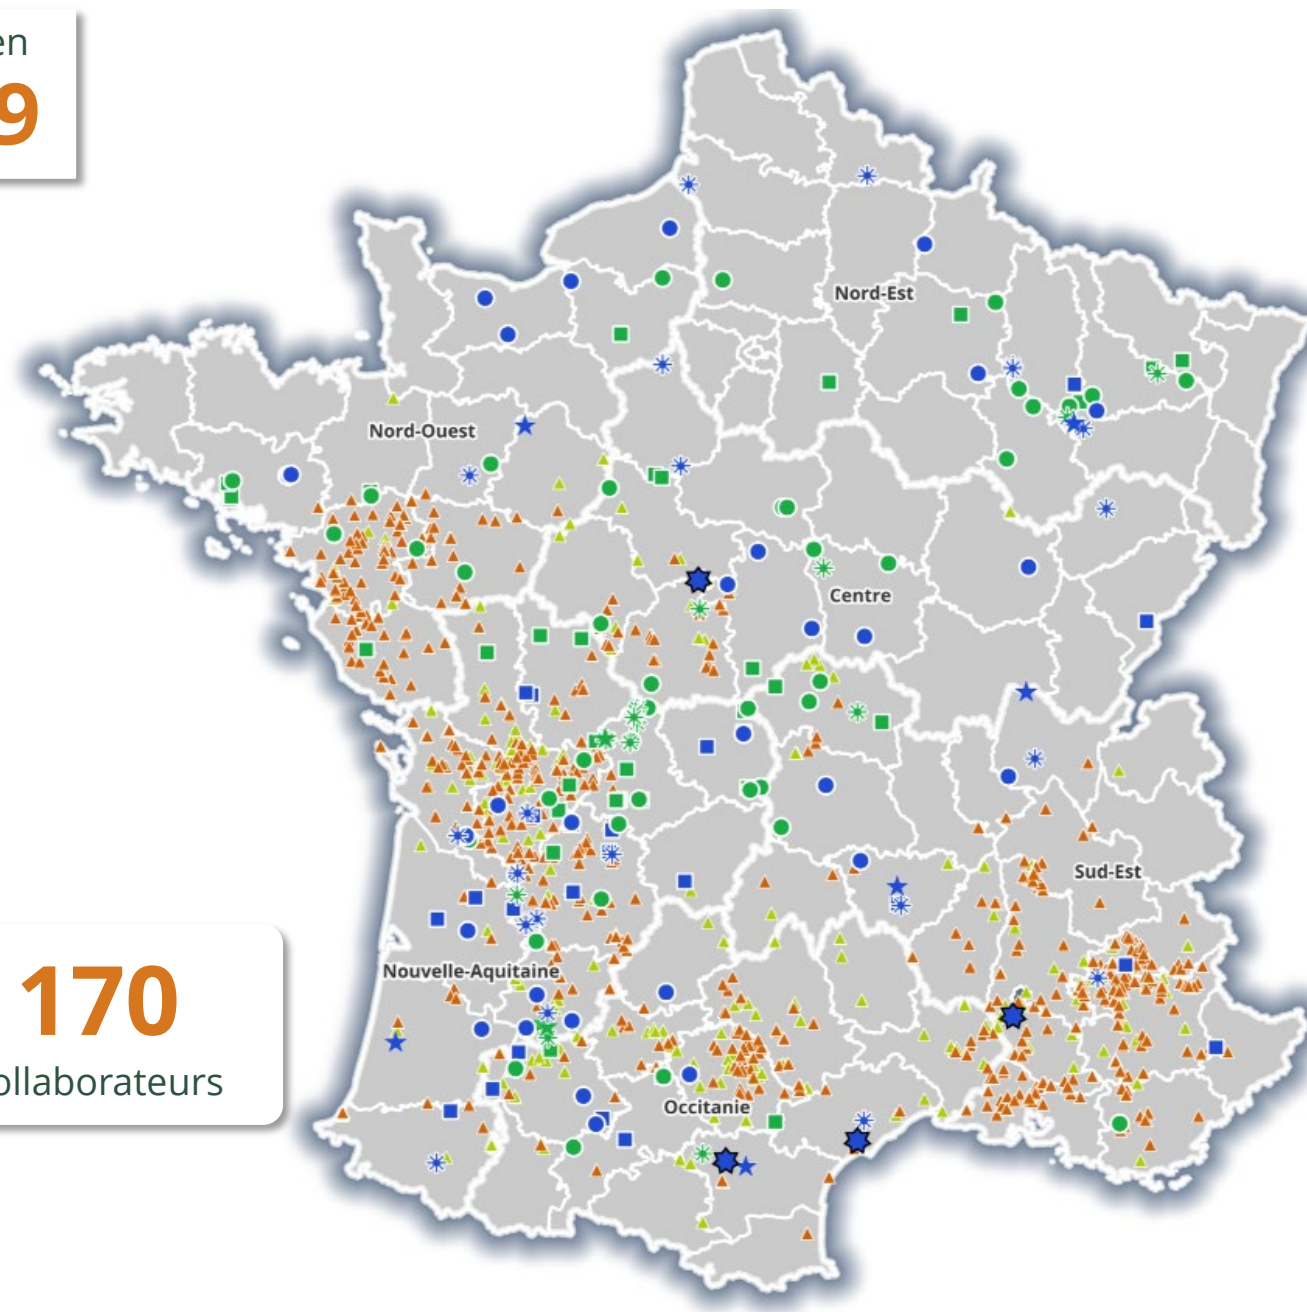 en
9
Nord-Est
Nord-Ouest
Centre
Sud-Est
Nouvelle-Aquitaine
170
ollaborateurs
Occitanie